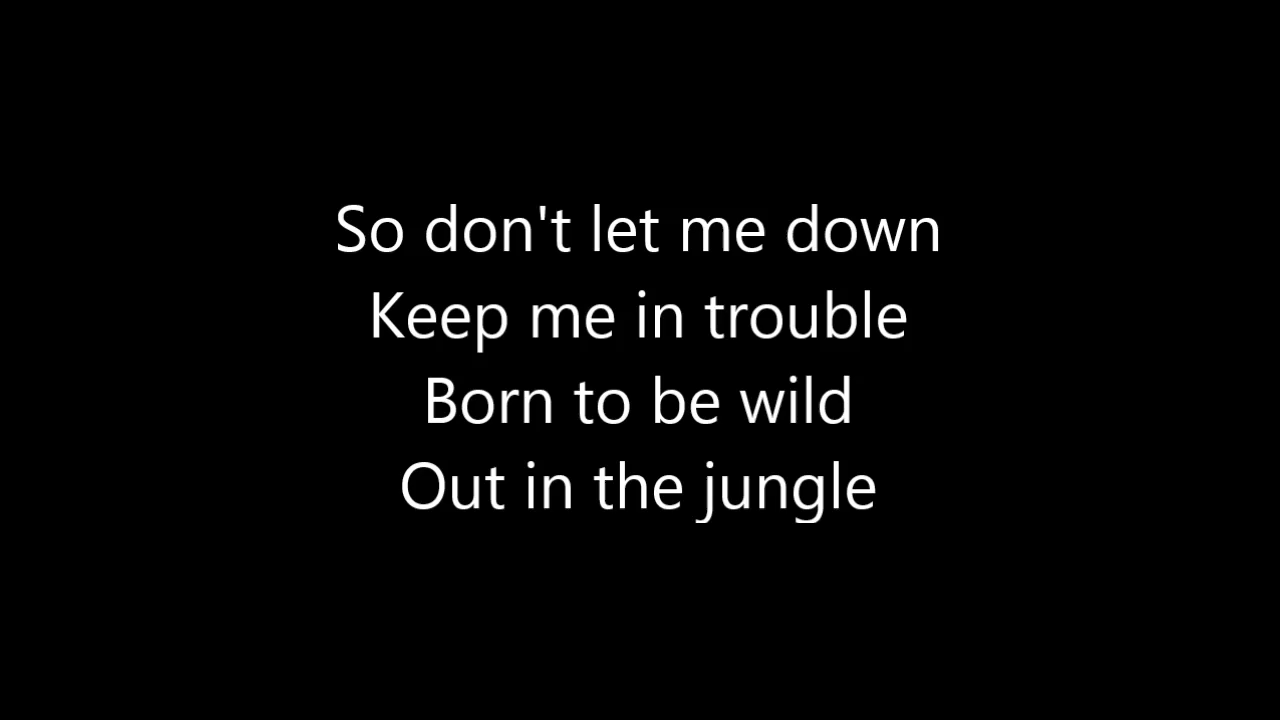 So don't let me down
Keep me in trouble
Born to be wild
Out in the jungle